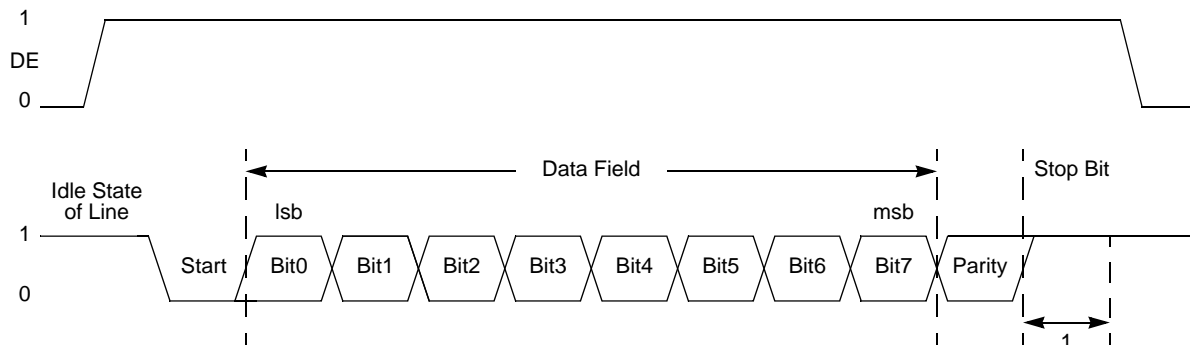 1
DE
0
Data Field
Stop Bit
Idle State
of Line
lsb
msb
1
Start
Bit0
Bit1
Bit2
Bit3
Bit4
Bit5
Bit6
Bit7
Parity
0
1